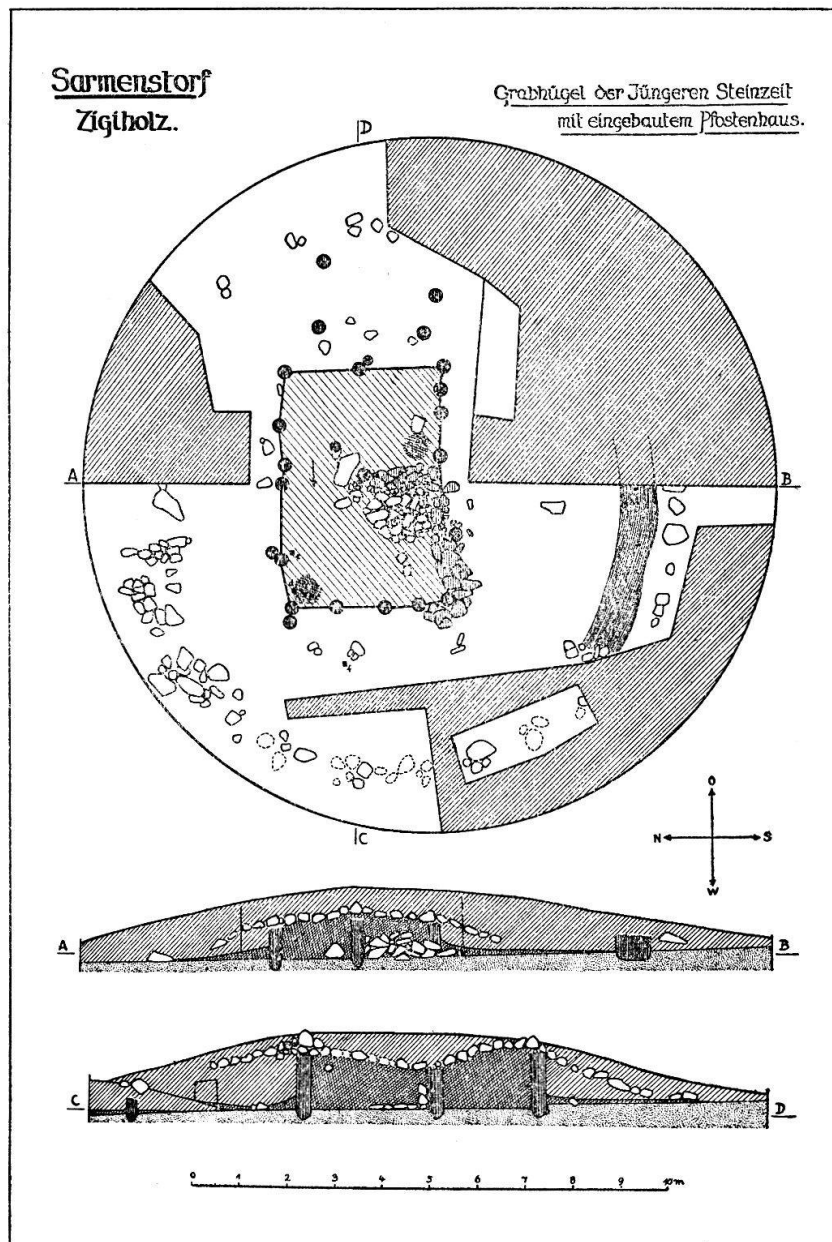 Sarmenstorf
Zigiholz.
Grabhügel der Jüngeren Steinzeit
mit eingebautem Pfostenhaus.
D
A
B
C
O
N S
W
A
B
C
D
0 1 2 3 4 5 6 7 8 9 10m